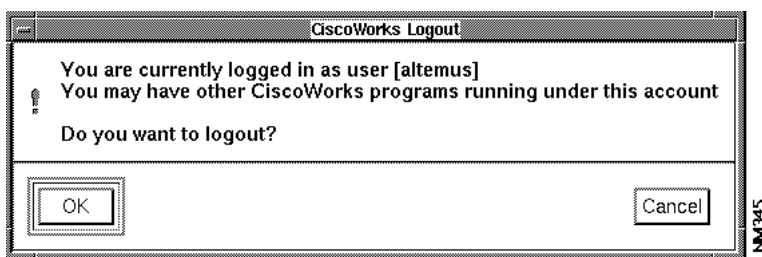 CiscoWorks Logout
You are currently logged in as user [altemus]
You may have other CiscoWorks programs running under this account
Do you want to logout?
OK
Cancel
NM345